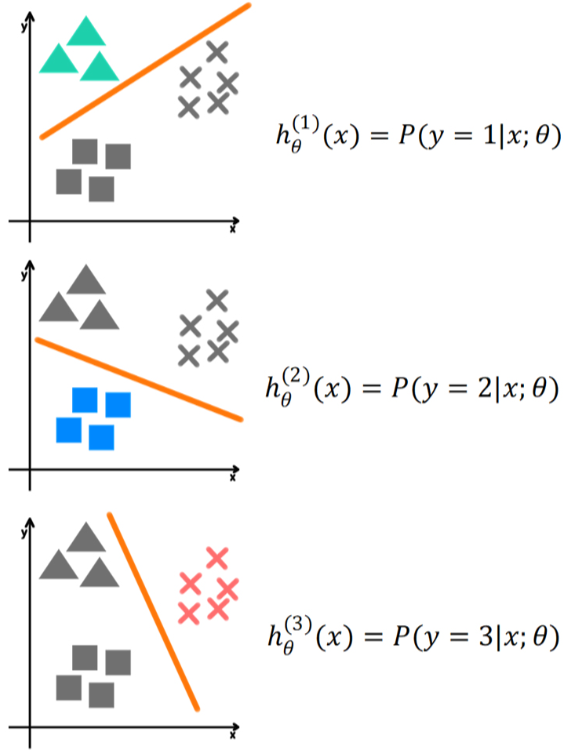 y
h_θ^{(1)}(x) = P(y = 1|x; θ)
x
y
h_θ^{(2)}(x) = P(y = 2|x; θ)
x
y
h_θ^{(3)}(x) = P(y = 3|x; θ)
x